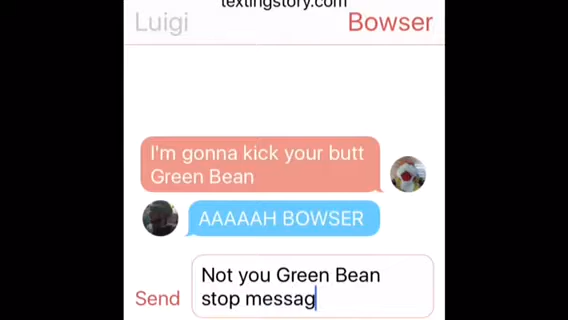 textingstory.com
Luigi
Bowser
I'm gonna kick your butt
Green Bean
AAAAAH BOWSER
Not you Green Bean
Send
stop messag